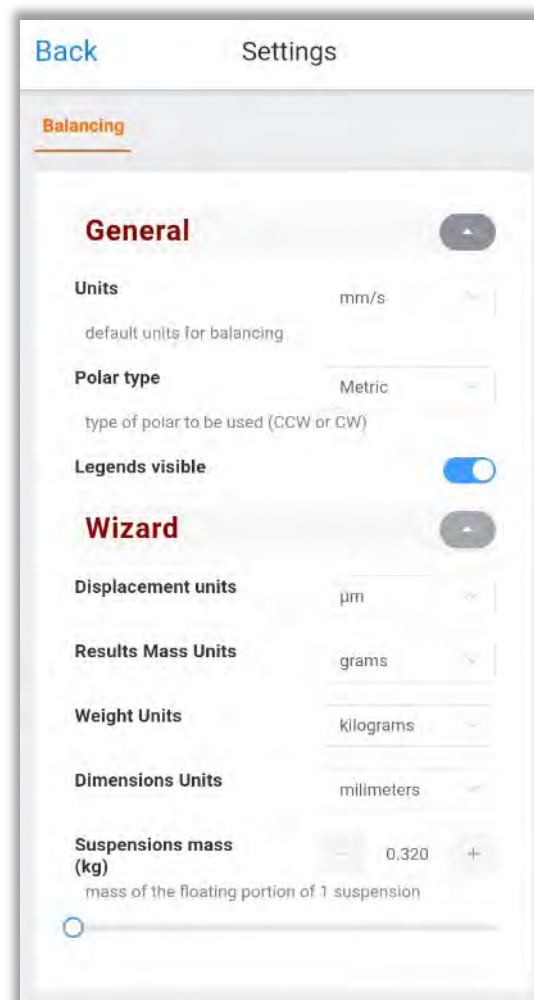 Back Settings
Balancing
General
Units mm/s
default units for balancing
Polar type Metric
type of polar to be used (CCW or CW)
Legends visible
Wizard
Displacement units µm
Results Mass Units grams
Weight Units kilograms
Dimensions Units milimeters
Suspensions mass
(kg) − 0.320 +
mass of the floating portion of 1 suspension